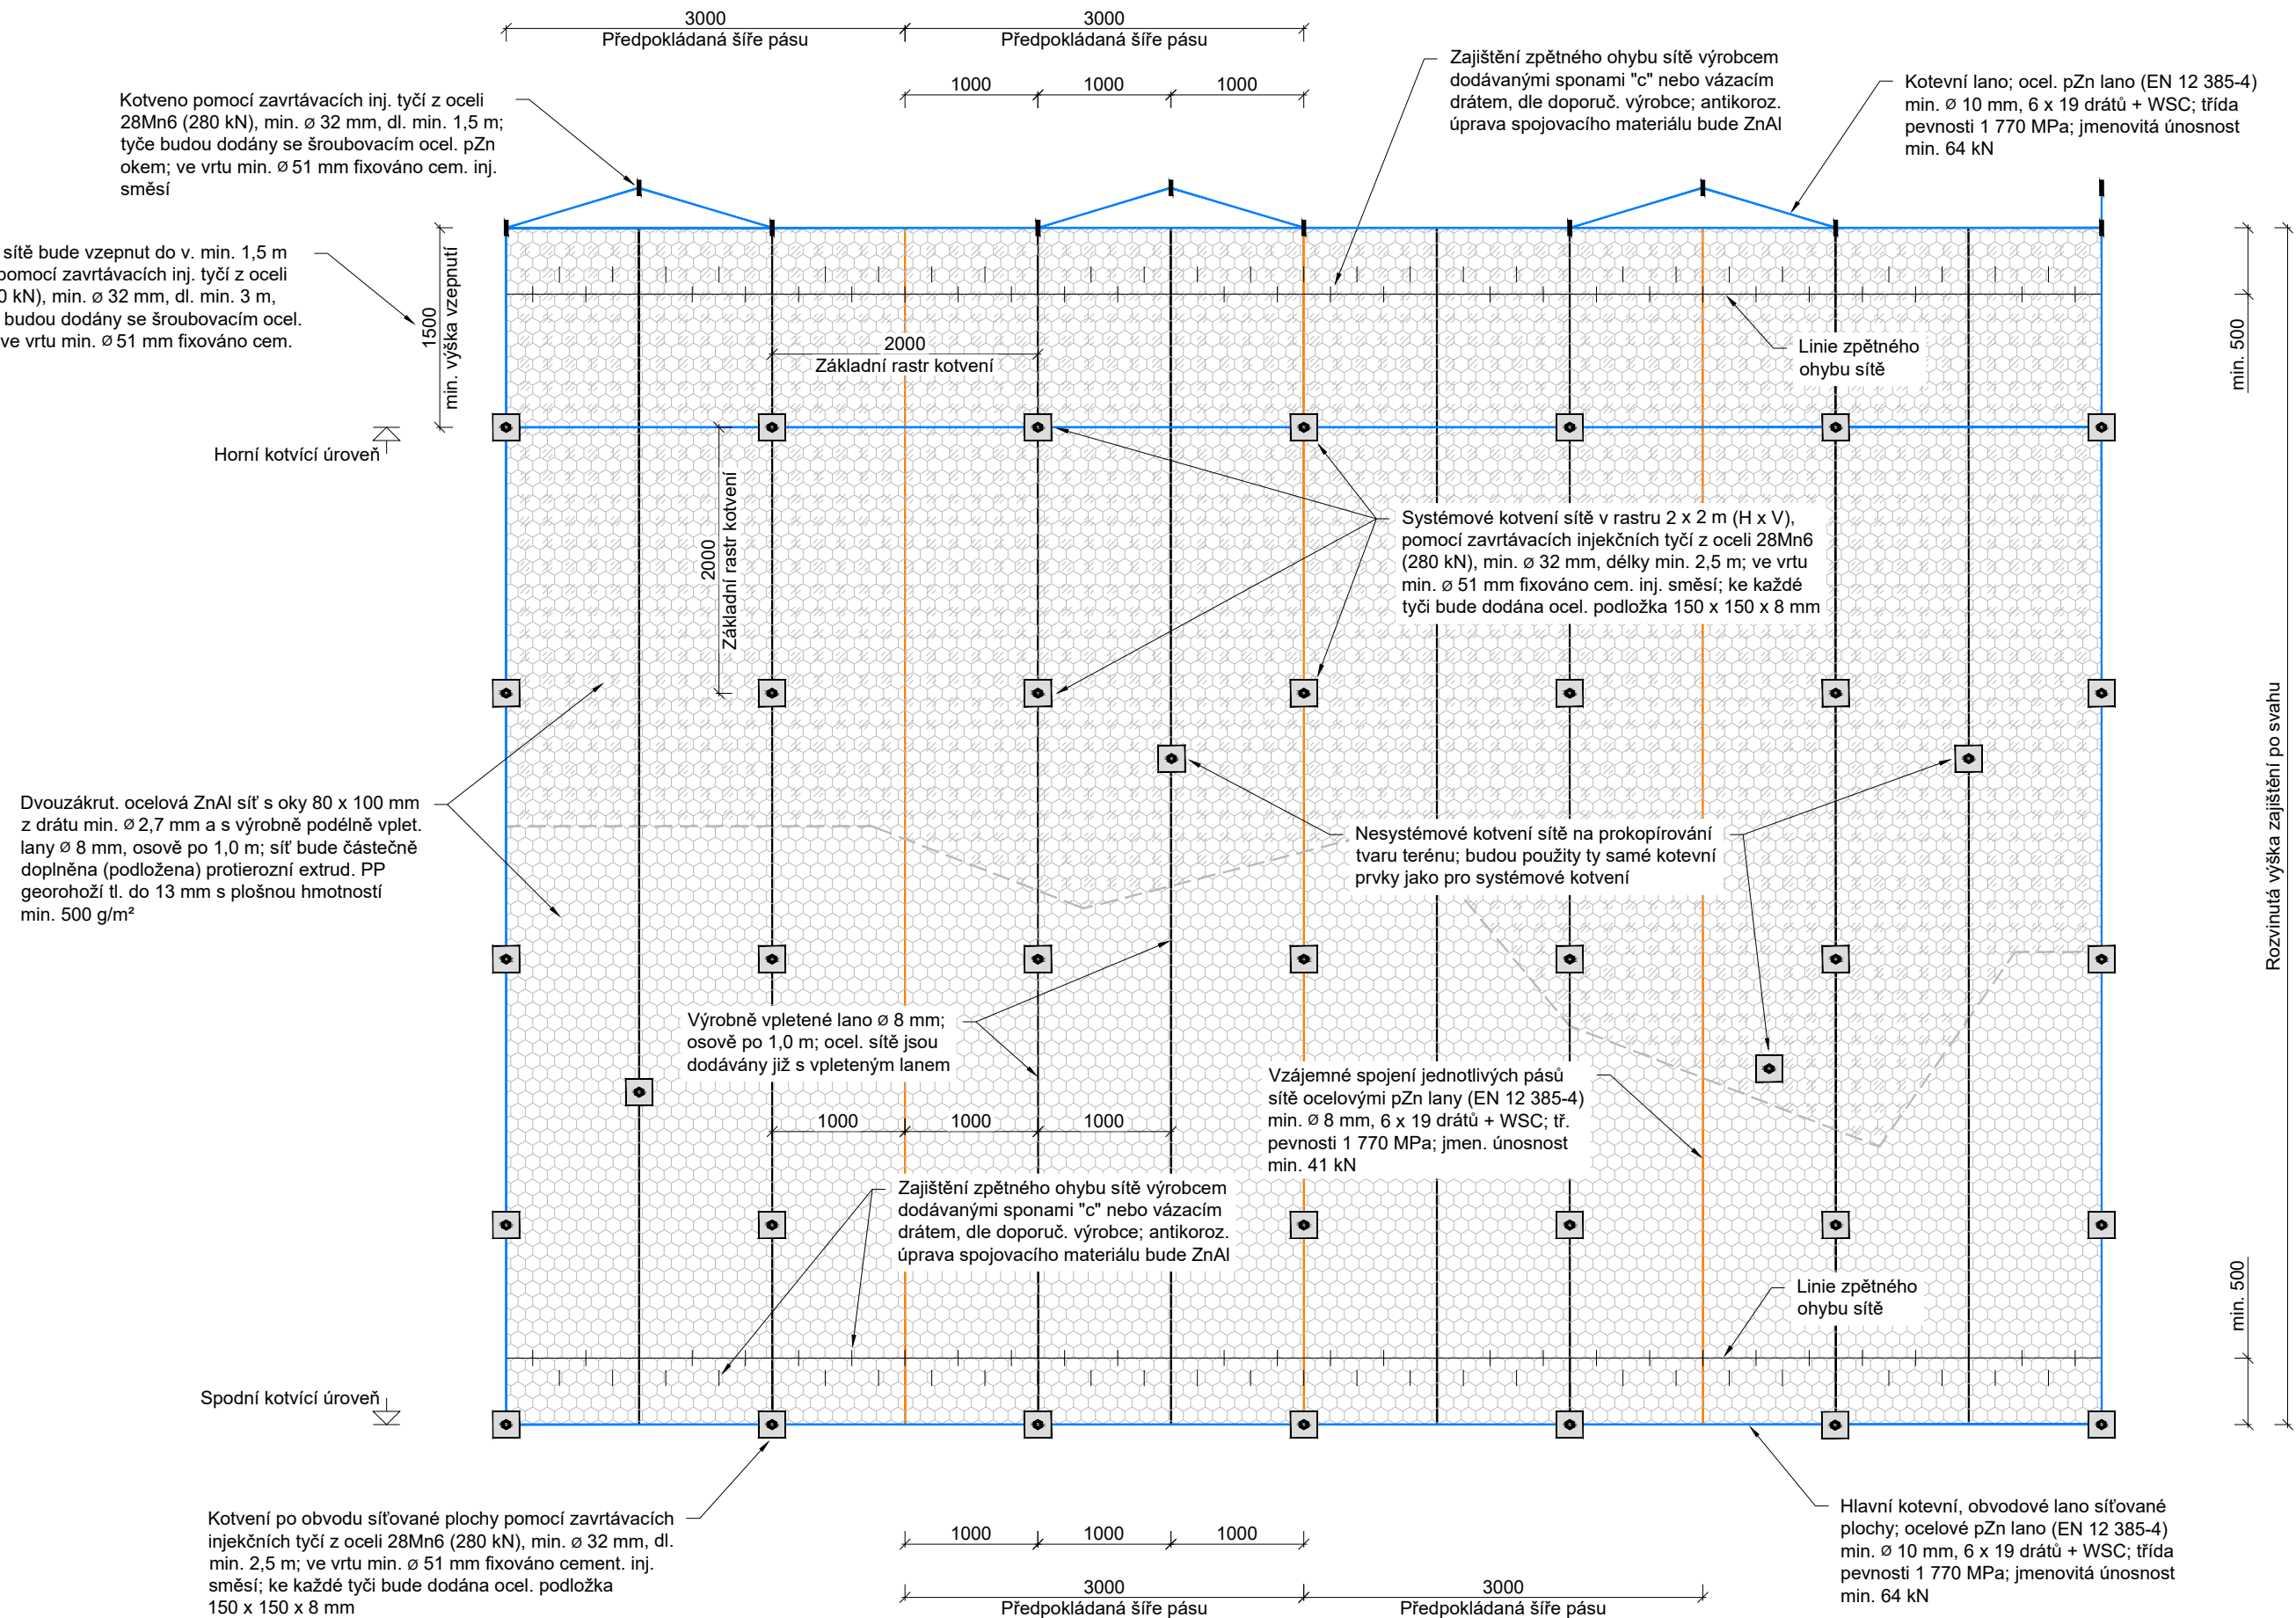 3000
Předpokládaná šíře pásu
3000
Předpokládaná šíře pásu
1000
1000
1000
Kotveno pomocí zavrtávacích inj. tyčí z oceli
28Mn6 (280 kN), min. ø 32 mm, dl. min. 1,5 m;
tyče budou dodány se šroubovacím ocel. pZn
okem; ve vrtu min. ø 51 mm fixováno cem. inj.
směsí
Zajištění zpětného ohybu sítě výrobcem
dodávanými sponami "c" nebo vázacím
drátem, dle doporuč. výrobce; antikoroz.
úprava spojovacího materiálu bude ZnAl
Kotevní lano; ocel. pZn lano (EN 12 385-4)
min. ø 10 mm, 6 x 19 drátů + WSC; třída
pevnosti 1 770 MPa; jmenovitá únosnost
min. 64 kN
sítě bude vzepnut do v. min. 1,5 m
pomocí zavrtávacích inj. tyčí z oceli
0 kN), min. ø 32 mm, dl. min. 3 m,
budou dodány se šroubovacím ocel.
ve vrtu min. ø 51 mm fixováno cem.
1500
min. výška vzepnutí
2000
Základní rastr kotvení
Linie zpětného
ohybu sítě
min. 500
Horní kotvící úroveň
2000
Základní rastr kotvení
Systémové kotvení sítě v rastru 2 x 2 m (H x V),
pomocí zavrtávacích injekčních tyčí z oceli 28Mn6
(280 kN), min. ø 32 mm, délky min. 2,5 m; ve vrtu
min. ø 51 mm fixováno cem. inj. směsí; ke každé
tyči bude dodána ocel. podložka 150 x 150 x 8 mm
Rozvinutá výška zajištění po svahu
Dvouzákrut. ocelová ZnAl síť s oky 80 x 100 mm
z drátu min. ø 2,7 mm a s výrobně podélně vplet.
lany ø 8 mm, osově po 1,0 m; síť bude částečně
doplněna (podložena) protierozní extrud. PP
georohoží tl. do 13 mm s plošnou hmotností
min. 500 g/m²
Nesystémové kotvení sítě na prokopírování
tvaru terénu; budou použity ty samé kotevní
prvky jako pro systémové kotvení
Výrobně vpletené lano ø 8 mm;
osově po 1,0 m; ocel. sítě jsou
dodávány již s vpleteným lanem
Vzájemné spojení jednotlivých pásů
sítě ocelovými pZn lany (EN 12 385-4)
min. ø 8 mm, 6 x 19 drátů + WSC; tř.
pevnosti 1 770 MPa; jmen. únosnost
min. 41 kN
1000
1000
1000
Zajištění zpětného ohybu sítě výrobcem
dodávanými sponami "c" nebo vázacím
drátem, dle doporuč. výrobce; antikoroz.
úprava spojovacího materiálu bude ZnAl
Linie zpětného
ohybu sítě
min. 500
Spodní kotvící úroveň
Kotvení po obvodu síťované plochy pomocí zavrtávacích
injekčních tyčí z oceli 28Mn6 (280 kN), min. ø 32 mm, dl.
min. 2,5 m; ve vrtu min. ø 51 mm fixováno cement. inj.
směsí; ke každé tyči bude dodána ocel. podložka
150 x 150 x 8 mm
Hlavní kotevní, obvodové lano síťované
plochy; ocelové pZn lano (EN 12 385-4)
min. ø 10 mm, 6 x 19 drátů + WSC; třída
pevnosti 1 770 MPa; jmenovitá únosnost
min. 64 kN
1000
1000
1000
3000
Předpokládaná šíře pásu
3000
Předpokládaná šíře pásu